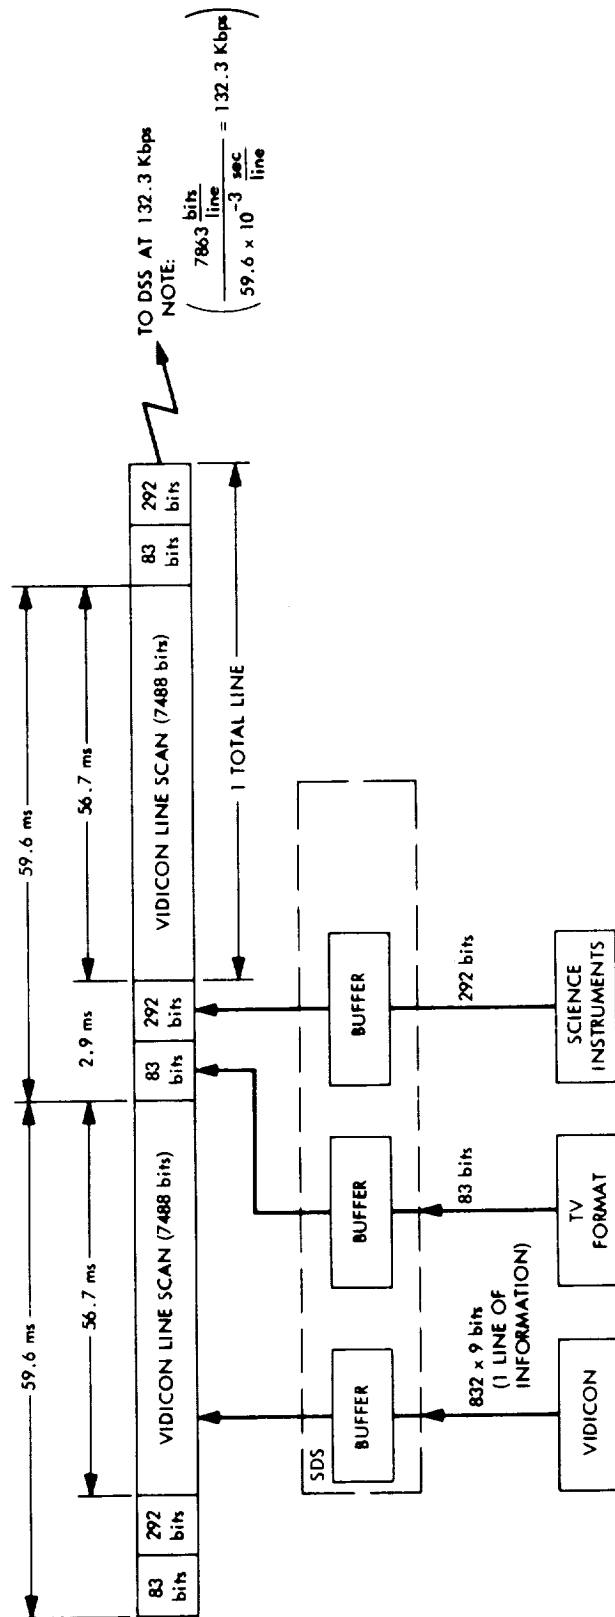 59.6 ms
59.6 ms
56.7 ms
2.9 ms
56.7 ms
83
bits
292
bits
VIDICON LINE SCAN (7488 bits)
83
bits
292
bits
VIDICON LINE SCAN (7488 bits)
83
bits
292
bits
TO DSS AT 132.3 Kbps
NOTE:
( 7863 bits/line / 59.6 x 10⁻³ sec/line = 132.3 Kbps )
1 TOTAL LINE
SDS
BUFFER
BUFFER
BUFFER
832 x 9 bits
(1 LINE OF
INFORMATION)
83 bits
292 bits
VIDICON
TV
FORMAT
SCIENCE
INSTRUMENTS